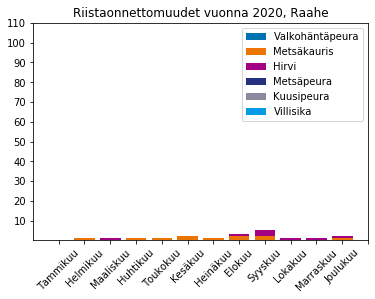 Riistaonnettomuudet vuonna 2020, Raahe
110
100
90
80
70
60
50
40
30
20
10
Valkohäntäpeura
Metsäkauris
Hirvi
Metsäpeura
Kuusipeura
Villisika
Tammikuu
Helmikuu
Maaliskuu
Huhtikuu
Toukokuu
Kesäkuu
Heinäkuu
Elokuu
Syyskuu
Lokakuu
Marraskuu
Joulukuu